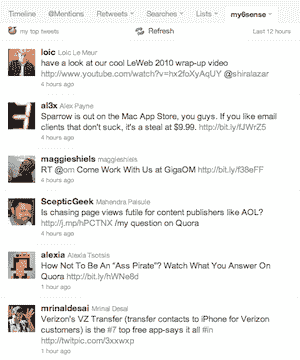 Timeline @Mentions Retweets Searches Lists my6sense
my top tweets Refresh Last 12 hours
loic Loic Le Meur
have a look at our cool LeWeb 2010 wrap-up video
http://www.youtube.com/watch?v=hx2foXyAqUY @shiralazar
4 hours ago
al3x Alex Payne
Sparrow is out on the Mac App Store, you guys. If you like email
clients that don't suck, it's a steal at $9.99. http://bit.ly/fJWrZ5
4 hours ago
maggieshiels maggieshiels
RT @om Come Work With Us at GigaOM http://bit.ly/f38eFF
4 hours ago
ScepticGeek Mahendra Palsule
Is chasing page views futile for content publishers like AOL?
http://j.mp/hPCTNX /my question on Quora
4 hours ago
alexia Alexia Tsotsis
How Not To Be An "Ass Pirate"? Watch What You Answer On
Quora http://bit.ly/hWNe8d
1 hour ago
mrinaldesai Mrinal Desai
Verizon's VZ Transfer (transfer contacts to iPhone for Verizon
customers) is the #7 top free app-says it all #in
http://twitpic.com/3xxwxp
1 hour ago